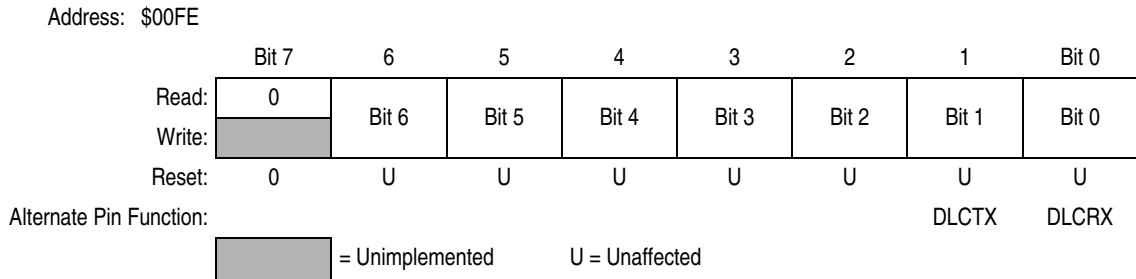 Address: $00FE
Bit 7 6 5 4 3 2 1 Bit 0
Read: 0 Bit 6 Bit 5 Bit 4 Bit 3 Bit 2 Bit 1 Bit 0
Write:
Reset: 0 U U U U U U U
Alternate Pin Function: DLCTX DLCRX
= Unimplemented U = Unaffected